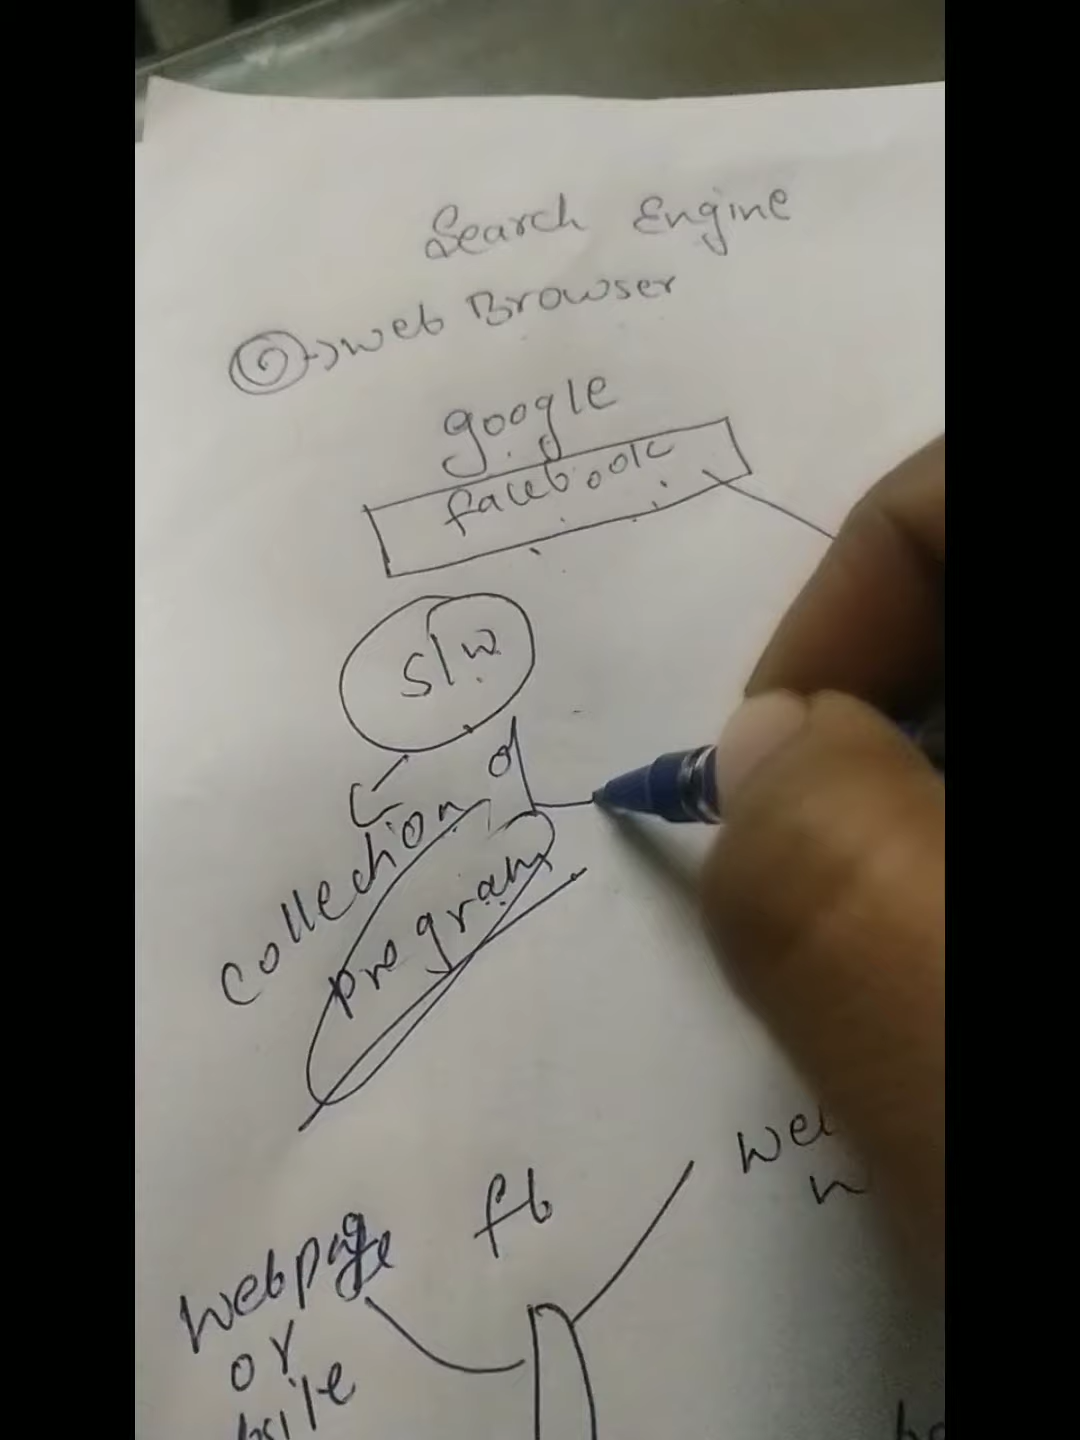 Search Engine
→ web Browser
google
facebook
S/W
collection of
program
fb
webpage
or